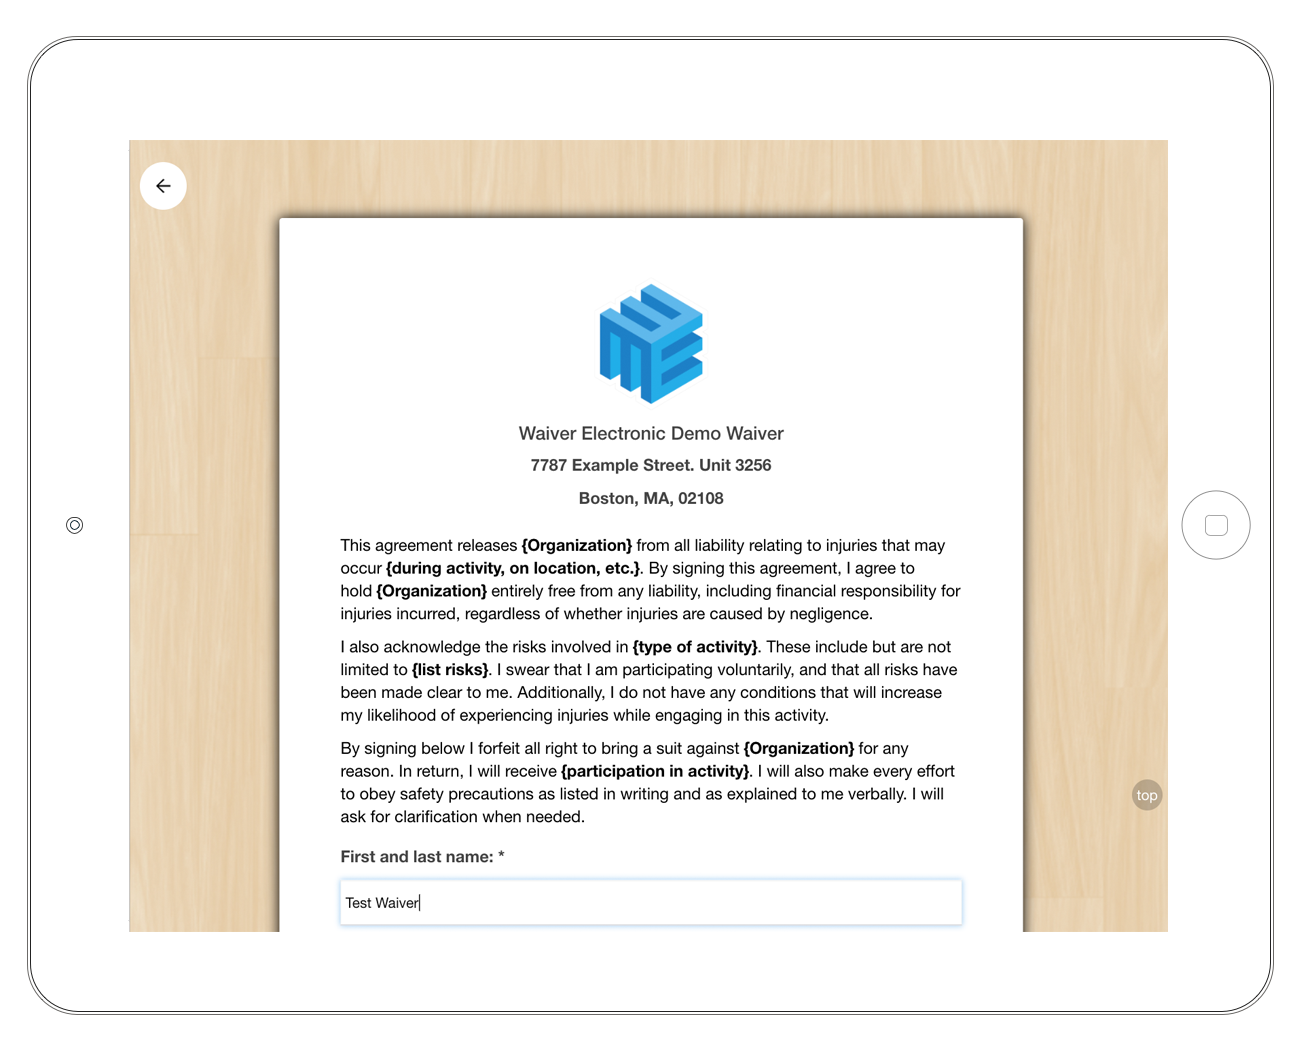 Waiver Electronic Demo Waiver
7787 Example Street. Unit 3256
Boston, MA, 02108
This agreement releases {Organization} from all liability relating to injuries that may
occur {during activity, on location, etc.}. By signing this agreement, I agree to
hold {Organization} entirely free from any liability, including financial responsibility for
injuries incurred, regardless of whether injuries are caused by negligence.
I also acknowledge the risks involved in {type of activity}. These include but are not
limited to {list risks}. I swear that I am participating voluntarily, and that all risks have
been made clear to me. Additionally, I do not have any conditions that will increase
my likelihood of experiencing injuries while engaging in this activity.
By signing below I forfeit all right to bring a suit against {Organization} for any
reason. In return, I will receive {participation in activity}. I will also make every effort
to obey safety precautions as listed in writing and as explained to me verbally. I will
ask for clarification when needed.
top
First and last name: *
Test Waiver